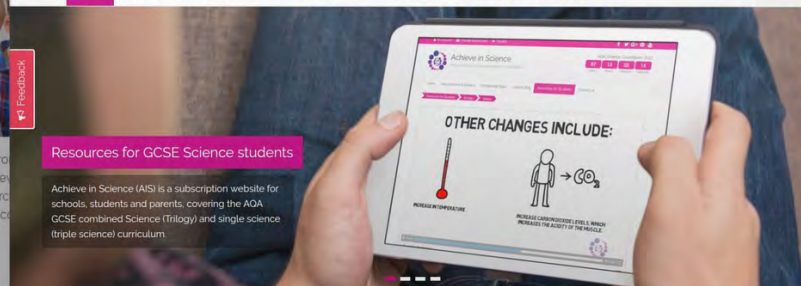 Feedback
Resources for GCSE Science students
Achieve in Science (AIS) is a subscription website for
schools, students and parents, covering the AQA
GCSE combined Science (Trilogy) and single science
(triple science) curriculum.
Achieve in Science
OTHER CHANGES INCLUDE:
CO2
INCREASE IN TEMPERATURE
INCREASE CARBON DIOXIDE LEVELS, WHICH
INCREASES THE ACIDITY OF THE MUSCLE.